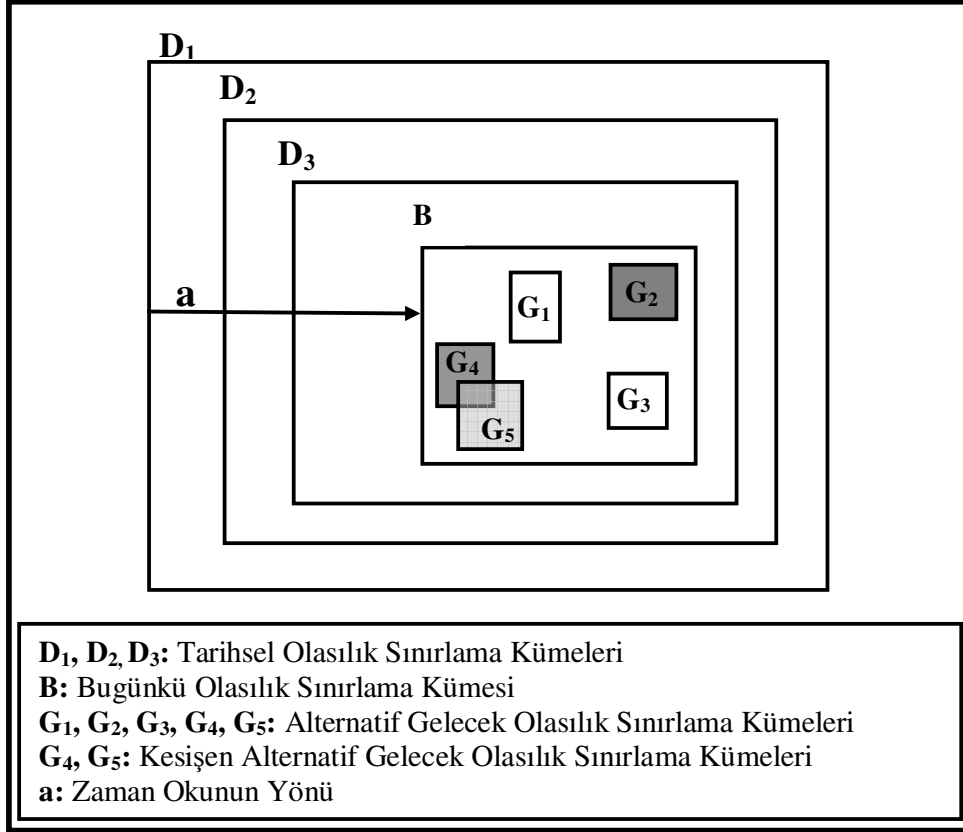 D₁
D₂
D₃
B
a
G₁
G₂
G₄
G₃
G₅
D₁, D₂, D₃: Tarihsel Olasılık Sınırlama Kümeleri
B: Bugünkü Olasılık Sınırlama Kümesi
G₁, G₂, G₃, G₄, G₅: Alternatif Gelecek Olasılık Sınırlama Kümeleri
G₄, G₅: Kesişen Alternatif Gelecek Olasılık Sınırlama Kümeleri
a: Zaman Okunun Yönü